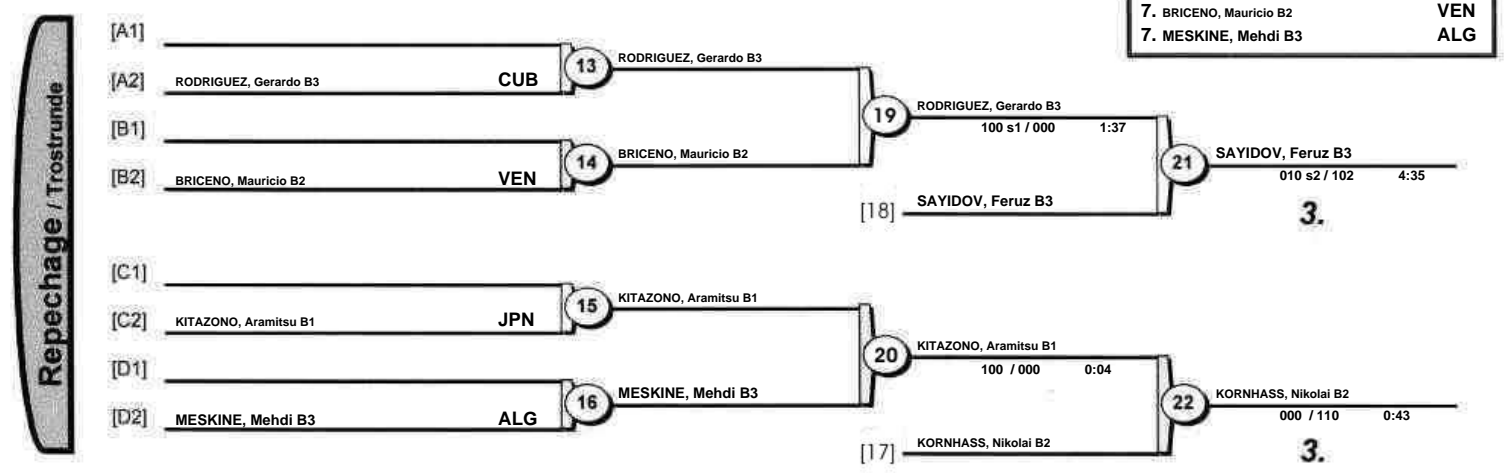 7. BRICENO, Mauricio B2 VEN
7. MESKINE, Mehdi B3 ALG
Repechage / Trostrunde
[A1]
[A2] RODRIGUEZ, Gerardo B3 CUB
13
RODRIGUEZ, Gerardo B3
[B1]
[B2] BRICENO, Mauricio B2 VEN
14
BRICENO, Mauricio B2
19
RODRIGUEZ, Gerardo B3
100 s1 / 000 1:37
[18] SAYIDOV, Feruz B3
21
SAYIDOV, Feruz B3
010 s2 / 102 4:35
3.
[C1]
[C2] KITAZONO, Aramitsu B1 JPN
15
KITAZONO, Aramitsu B1
[D1]
[D2] MESKINE, Mehdi B3 ALG
16
MESKINE, Mehdi B3
20
KITAZONO, Aramitsu B1
100 / 000 0:04
[17] KORNHASS, Nikolai B2
22
KORNHASS, Nikolai B2
000 / 110 0:43
3.